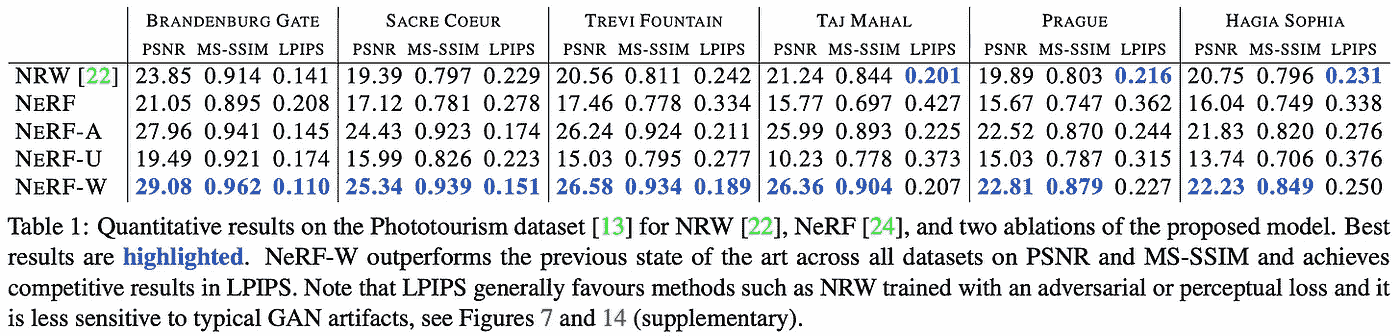 BRANDENBURG GATE SACRE COEUR TREVI FOUNTAIN TAJ MAHAL PRAGUE HAGIA SOPHIA
PSNR MS-SSIM LPIPS PSNR MS-SSIM LPIPS PSNR MS-SSIM LPIPS PSNR MS-SSIM LPIPS PSNR MS-SSIM LPIPS PSNR MS-SSIM LPIPS
NRW [22] 23.85 0.914 0.141 19.39 0.797 0.229 20.56 0.811 0.242 21.24 0.844 0.201 19.89 0.803 0.216 20.75 0.796 0.231
NERF 21.05 0.895 0.208 17.12 0.781 0.278 17.46 0.778 0.334 15.77 0.697 0.427 15.67 0.747 0.362 16.04 0.749 0.338
NERF-A 27.96 0.941 0.145 24.43 0.923 0.174 26.24 0.924 0.211 25.99 0.893 0.225 22.52 0.870 0.244 21.83 0.820 0.276
NERF-U 19.49 0.921 0.174 15.99 0.826 0.223 15.03 0.795 0.277 10.23 0.778 0.373 15.03 0.787 0.315 13.74 0.706 0.376
NERF-W 29.08 0.962 0.110 25.34 0.939 0.151 26.58 0.934 0.189 26.36 0.904 0.207 22.81 0.879 0.227 22.23 0.849 0.250
Table 1: Quantitative results on the Phototourism dataset [13] for NRW [22], NeRF [24], and two ablations of the proposed model. Best
results are highlighted. NeRF-W outperforms the previous state of the art across all datasets on PSNR and MS-SSIM and achieves
competitive results in LPIPS. Note that LPIPS generally favours methods such as NRW trained with an adversarial or perceptual loss and it
is less sensitive to typical GAN artifacts, see Figures 7 and 14 (supplementary).